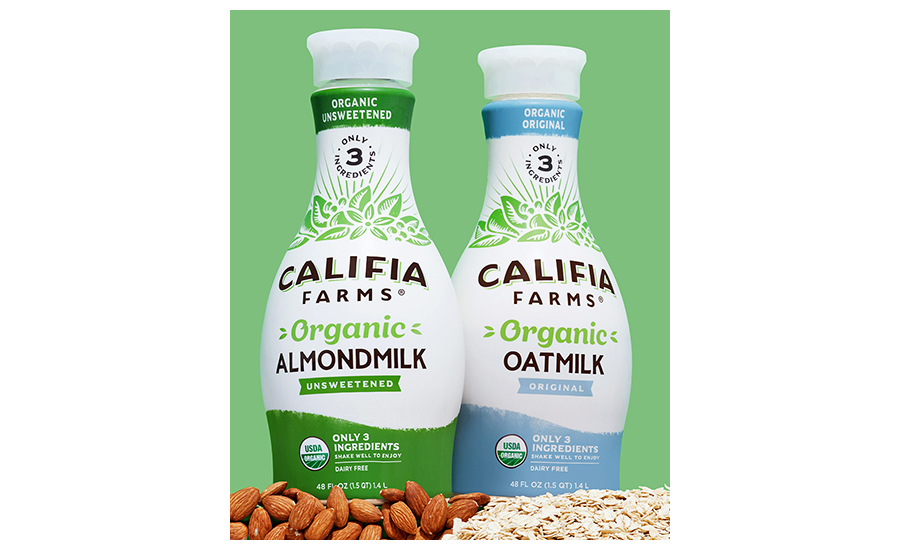 ORGANIC
UNSWEETENED
ONLY
3
INGREDIENTS
CALIFIA
FARMS®
Organic
ALMONDMILK
UNSWEETENED
USDA
ORGANIC
ONLY 3
INGREDIENTS
SHAKE WELL TO ENJOY
DAIRY FREE
48 FL OZ (1.5 QT) 1.4 L
ORGANIC
ORIGINAL
ONLY
3
INGREDIENTS
CALIFIA
FARMS®
Organic
OATMILK
ORIGINAL
USDA
ORGANIC
ONLY 3
INGREDIENTS
SHAKE WELL TO ENJOY
DAIRY FREE
48 FL OZ (1.5 QT) 1.4 L